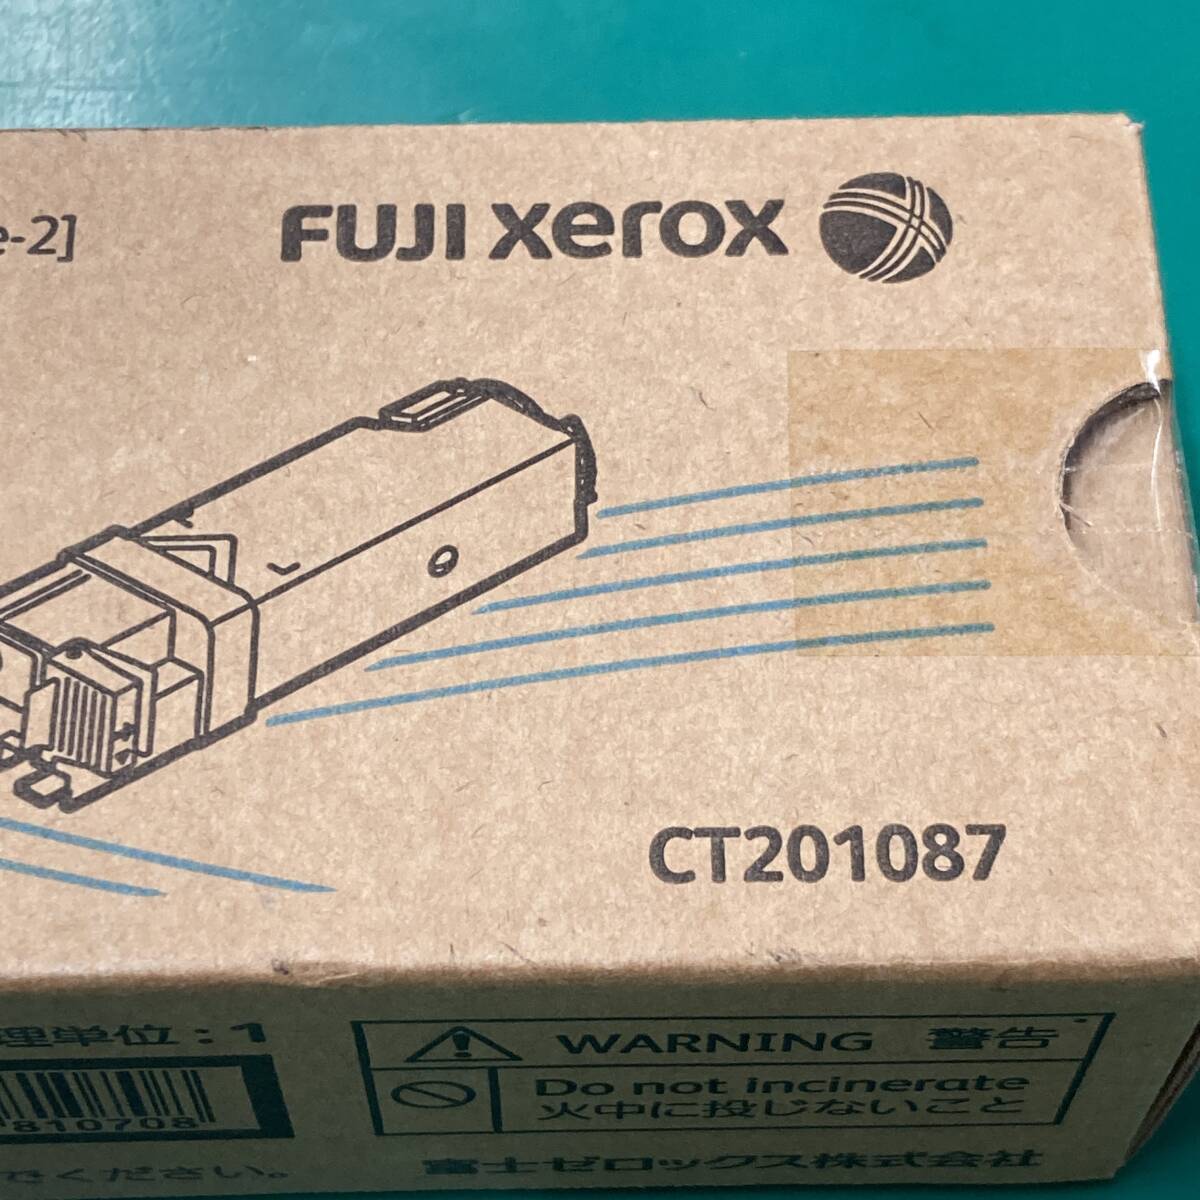 e-2]
FUJI xerox
CT201087
理単位:1
810708
でください。
WARNING 警告
Do not incinerate
火中に投じないこと
富士ゼロックス株式会社